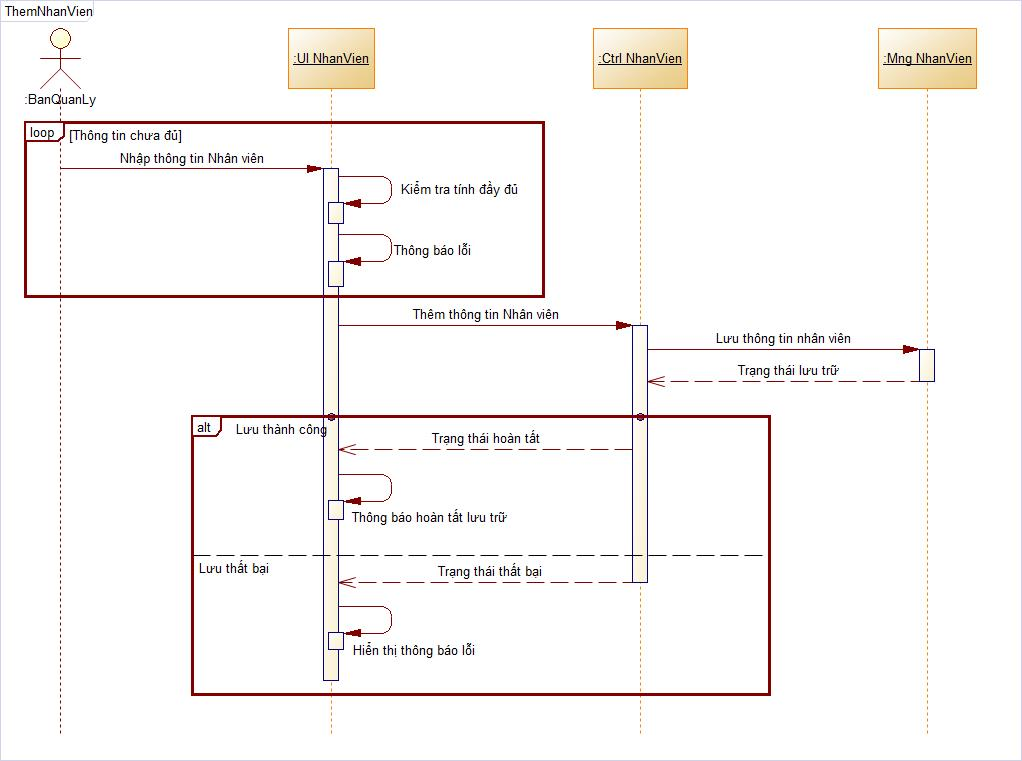 ThemNhanVien
:BanQuanLy
:UI NhanVien
:Ctrl NhanVien
:Mng NhanVien
loop
[Thông tin chưa đủ]
Nhập thông tin Nhân viên
Kiểm tra tính đầy đủ
Thông báo lỗi
Thêm thông tin Nhân viên
Lưu thông tin nhân viên
Trạng thái lưu trữ
alt
Lưu thành công
Trạng thái hoàn tất
Thông báo hoàn tất lưu trữ
Lưu thất bại
Trạng thái thất bại
Hiển thị thông báo lỗi